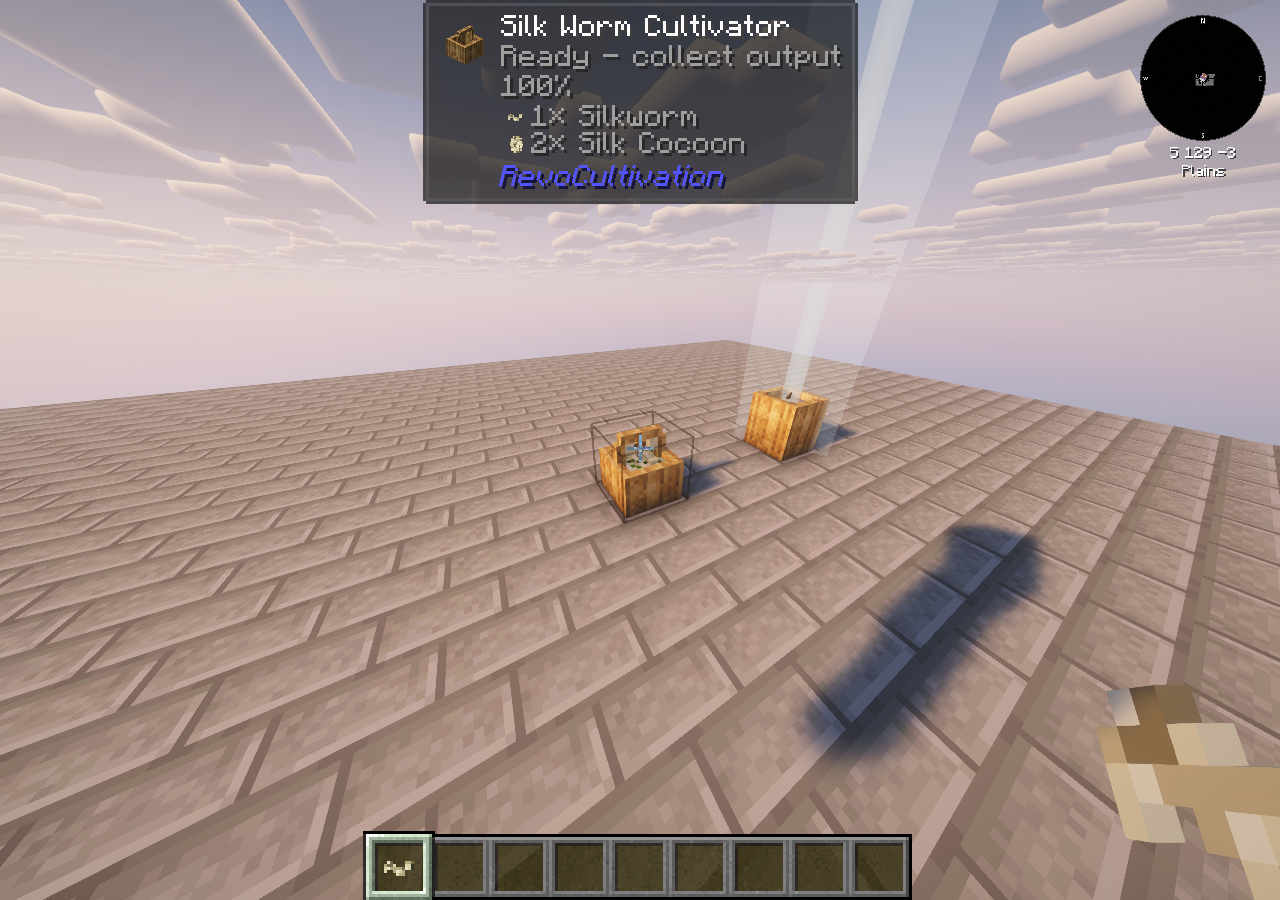 Silk Worm Cultivator
Ready - collect output
100%
1× Silkworm
2× Silk Cocoon
RevoCultivation
N
W
E
S
5 129 -3
Plains